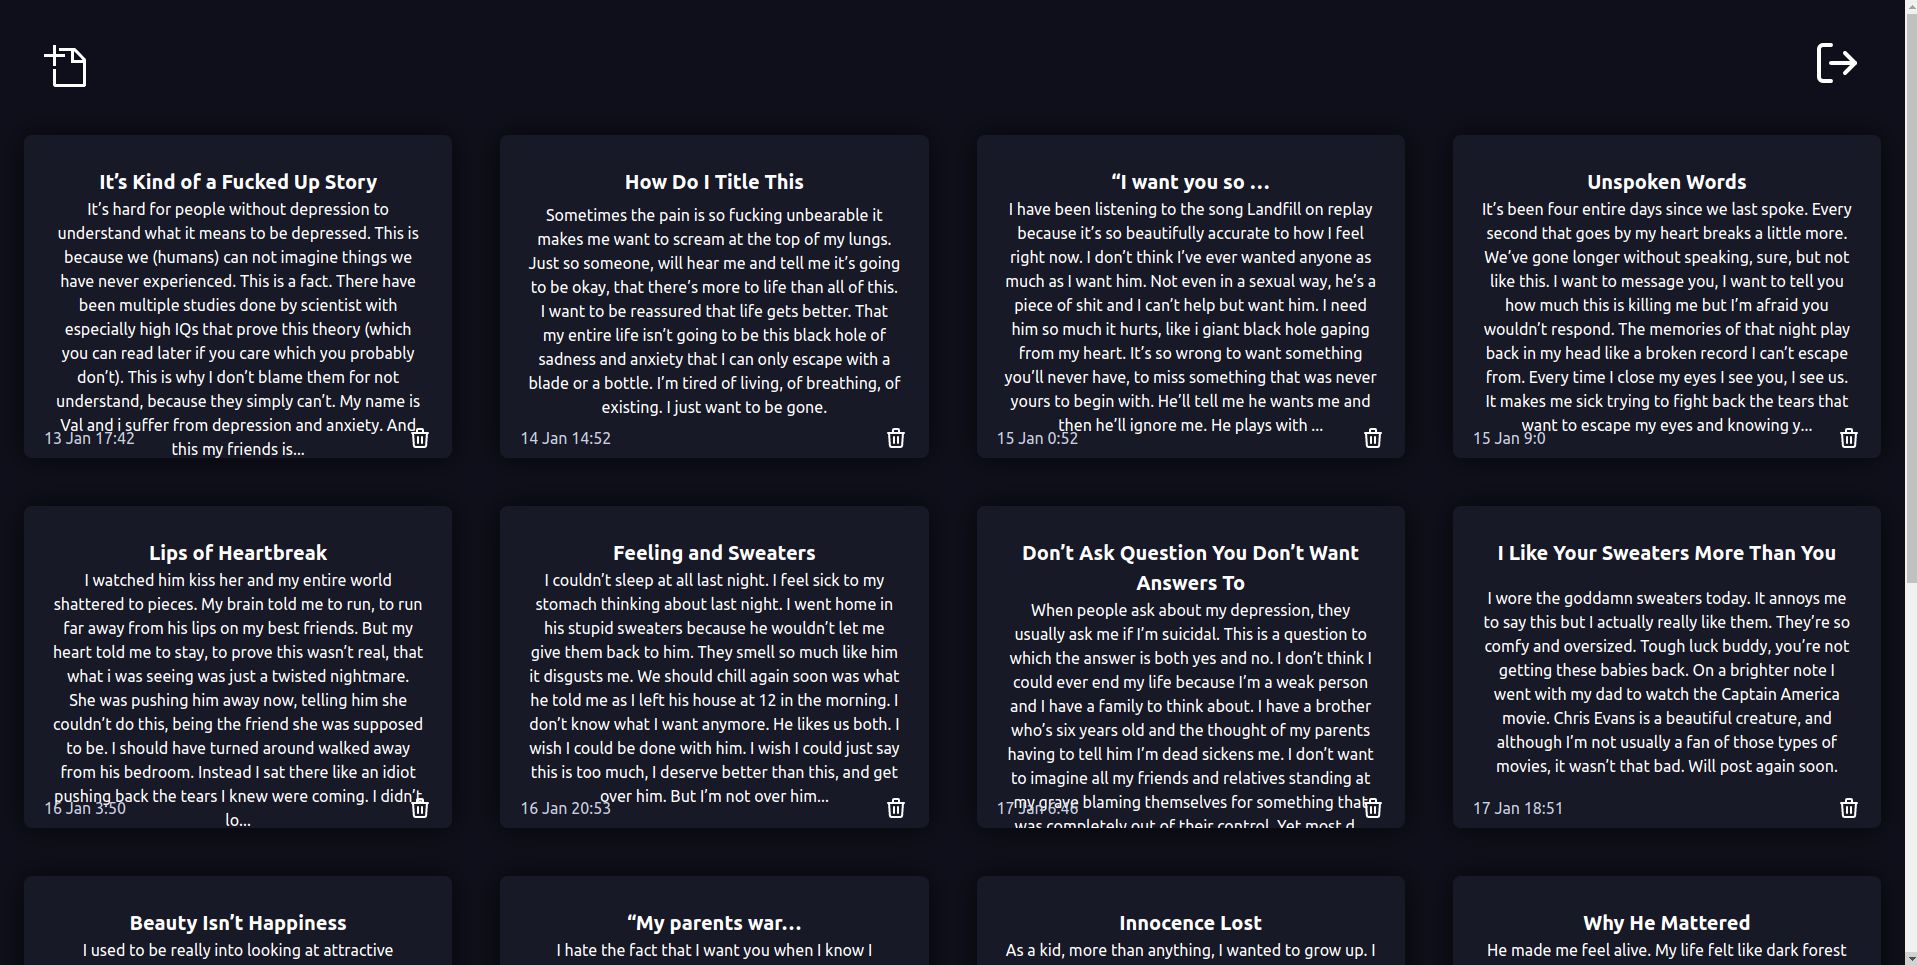 It’s Kind of a Fucked Up Story
It’s hard for people without depression to
understand what it means to be depressed. This is
because we (humans) can not imagine things we
have never experienced. This is a fact. There have
been multiple studies done by scientist with
especially high IQs that prove this theory (which
you can read later if you care which you probably
don’t). This is why I don’t blame them for not
understand, because they simply can’t. My name is
Val and i suffer from depression and anxiety. And
this my friends is...
13 Jan 17:42
How Do I Title This
Sometimes the pain is so fucking unbearable it
makes me want to scream at the top of my lungs.
Just so someone, will hear me and tell me it’s going
to be okay, that there’s more to life than all of this.
I want to be reassured that life gets better. That
my entire life isn’t going to be this black hole of
sadness and anxiety that I can only escape with a
blade or a bottle. I’m tired of living, of breathing, of
existing. I just want to be gone.
14 Jan 14:52
“I want you so ...
I have been listening to the song Landfill on replay
because it’s so beautifully accurate to how I feel
right now. I don’t think I’ve ever wanted anyone as
much as I want him. Not even in a sexual way, he’s a
piece of shit and I can’t help but want him. I need
him so much it hurts, like i giant black hole gaping
from my heart. It’s so wrong to want something
you’ll never have, to miss something that was never
yours to begin with. He’ll tell me he wants me and
then he’ll ignore me. He plays with ...
15 Jan 0:52
Unspoken Words
It’s been four entire days since we last spoke. Every
second that goes by my heart breaks a little more.
We’ve gone longer without speaking, sure, but not
like this. I want to message you, I want to tell you
how much this is killing me but I’m afraid you
wouldn’t respond. The memories of that night play
back in my head like a broken record I can’t escape
from. Every time I close my eyes I see you, I see us.
It makes me sick trying to fight back the tears that
want to escape my eyes and knowing y...
15 Jan 9:0
Lips of Heartbreak
I watched him kiss her and my entire world
shattered to pieces. My brain told me to run, to run
far away from his lips on my best friends. But my
heart told me to stay, to prove this wasn’t real, that
what i was seeing was just a twisted nightmare.
She was pushing him away now, telling him she
couldn’t do this, being the friend she was supposed
to be. I should have turned around walked away
from his bedroom. Instead I sat there like an idiot
pushing back the tears I knew were coming. I didn’t
lo...
16 Jan 3:50
Feeling and Sweaters
I couldn’t sleep at all last night. I feel sick to my
stomach thinking about last night. I went home in
his stupid sweaters because he wouldn’t let me
give them back to him. They smell so much like him
it disgusts me. We should chill again soon was what
he told me as I left his house at 12 in the morning. I
don’t know what I want anymore. He likes us both. I
wish I could be done with him. I wish I could just say
this is too much, I deserve better than this, and get
over him. But I’m not over him...
16 Jan 20:53
Don’t Ask Question You Don’t Want
Answers To
When people ask about my depression, they
usually ask me if I’m suicidal. This is a question to
which the answer is both yes and no. I don’t think I
could ever end my life because I’m a weak person
and I have a family to think about. I have a brother
who’s six years old and the thought of my parents
having to tell him I’m dead sickens me. I don’t want
to imagine all my friends and relatives standing at
my grave blaming themselves for something that
was completely out of their control. Yet most d...
17 Jan 6:46
I Like Your Sweaters More Than You
I wore the goddamn sweaters today. It annoys me
to say this but I actually really like them. They’re so
comfy and oversized. Tough luck buddy, you’re not
getting these babies back. On a brighter note I
went with my dad to watch the Captain America
movie. Chris Evans is a beautiful creature, and
although I’m not usually a fan of those types of
movies, it wasn’t that bad. Will post again soon.
17 Jan 18:51
Beauty Isn’t Happiness
I used to be really into looking at attractive
“My parents war...
I hate the fact that I want you when I know I
Innocence Lost
As a kid, more than anything, I wanted to grow up. I
Why He Mattered
He made me feel alive. My life felt like dark forest